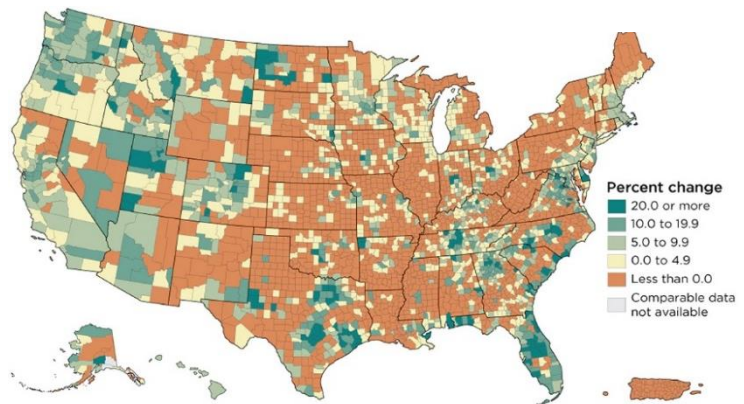 Percent change
20.0 or more
10.0 to 19.9
5.0 to 9.9
0.0 to 4.9
Less than 0.0
Comparable data
not available